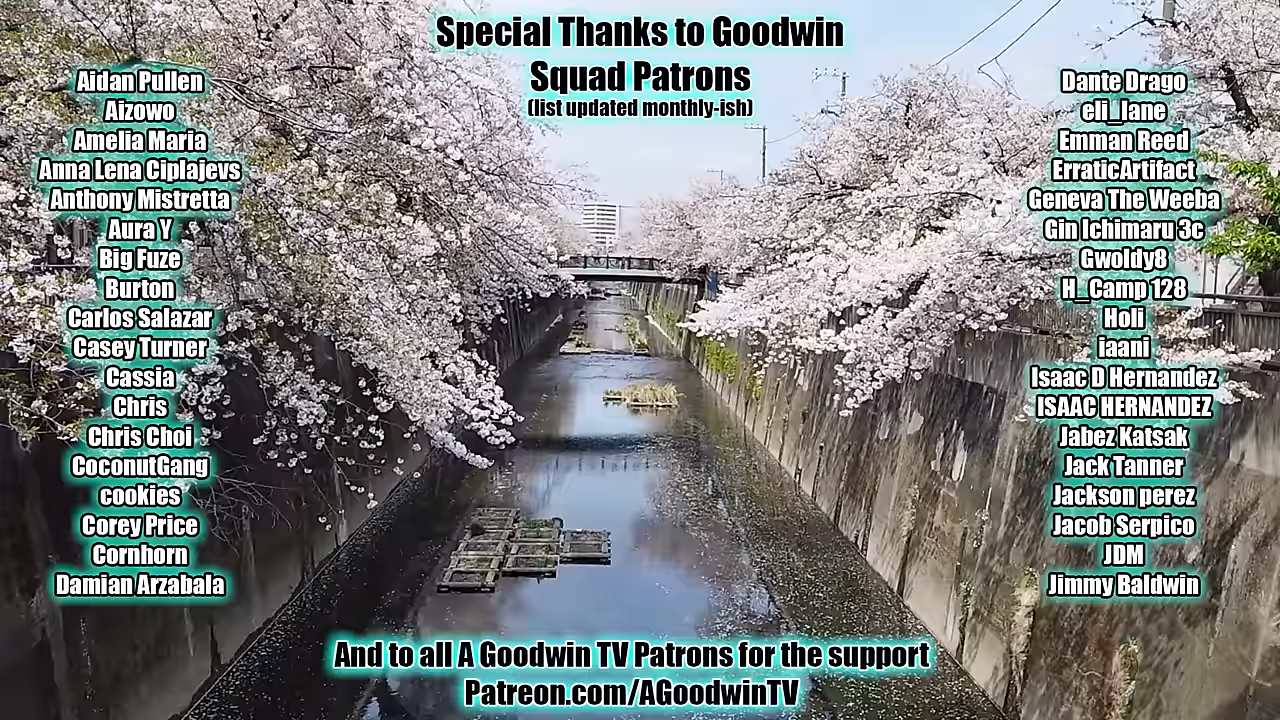 Special Thanks to Goodwin
Squad Patrons
(list updated monthly-ish)
Aidan Pullen
Aizowo
Amelia Maria
Anna Lena Ciplajevs
Anthony Mistretta
Aura Y
Big Fuze
Burton
Carlos Salazar
Casey Turner
Cassia
Chris
Chris Choi
CoconutGang
cookies
Corey Price
Cornhorn
Damian Arzabala
Dante Drago
eli_lane
Emman Reed
ErraticArtifact
Geneva The Weeba
Gin Ichimaru 3c
Gwoldy8
H_Camp 128
Holi
iaani
Isaac D Hernandez
ISAAC HERNANDEZ
Jabez Katsak
Jack Tanner
Jackson perez
Jacob Serpico
JDM
Jimmy Baldwin
And to all A Goodwin TV Patrons for the support
Patreon.com/AGoodwinTV